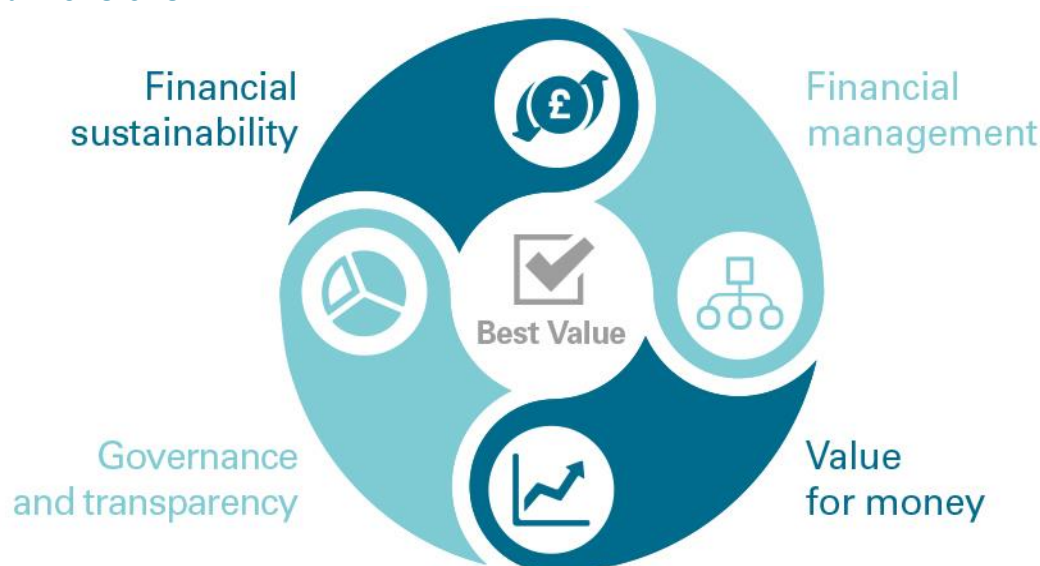 Financial
sustainability
Financial
management
£
Best Value
Governance
and transparency
Value
for money